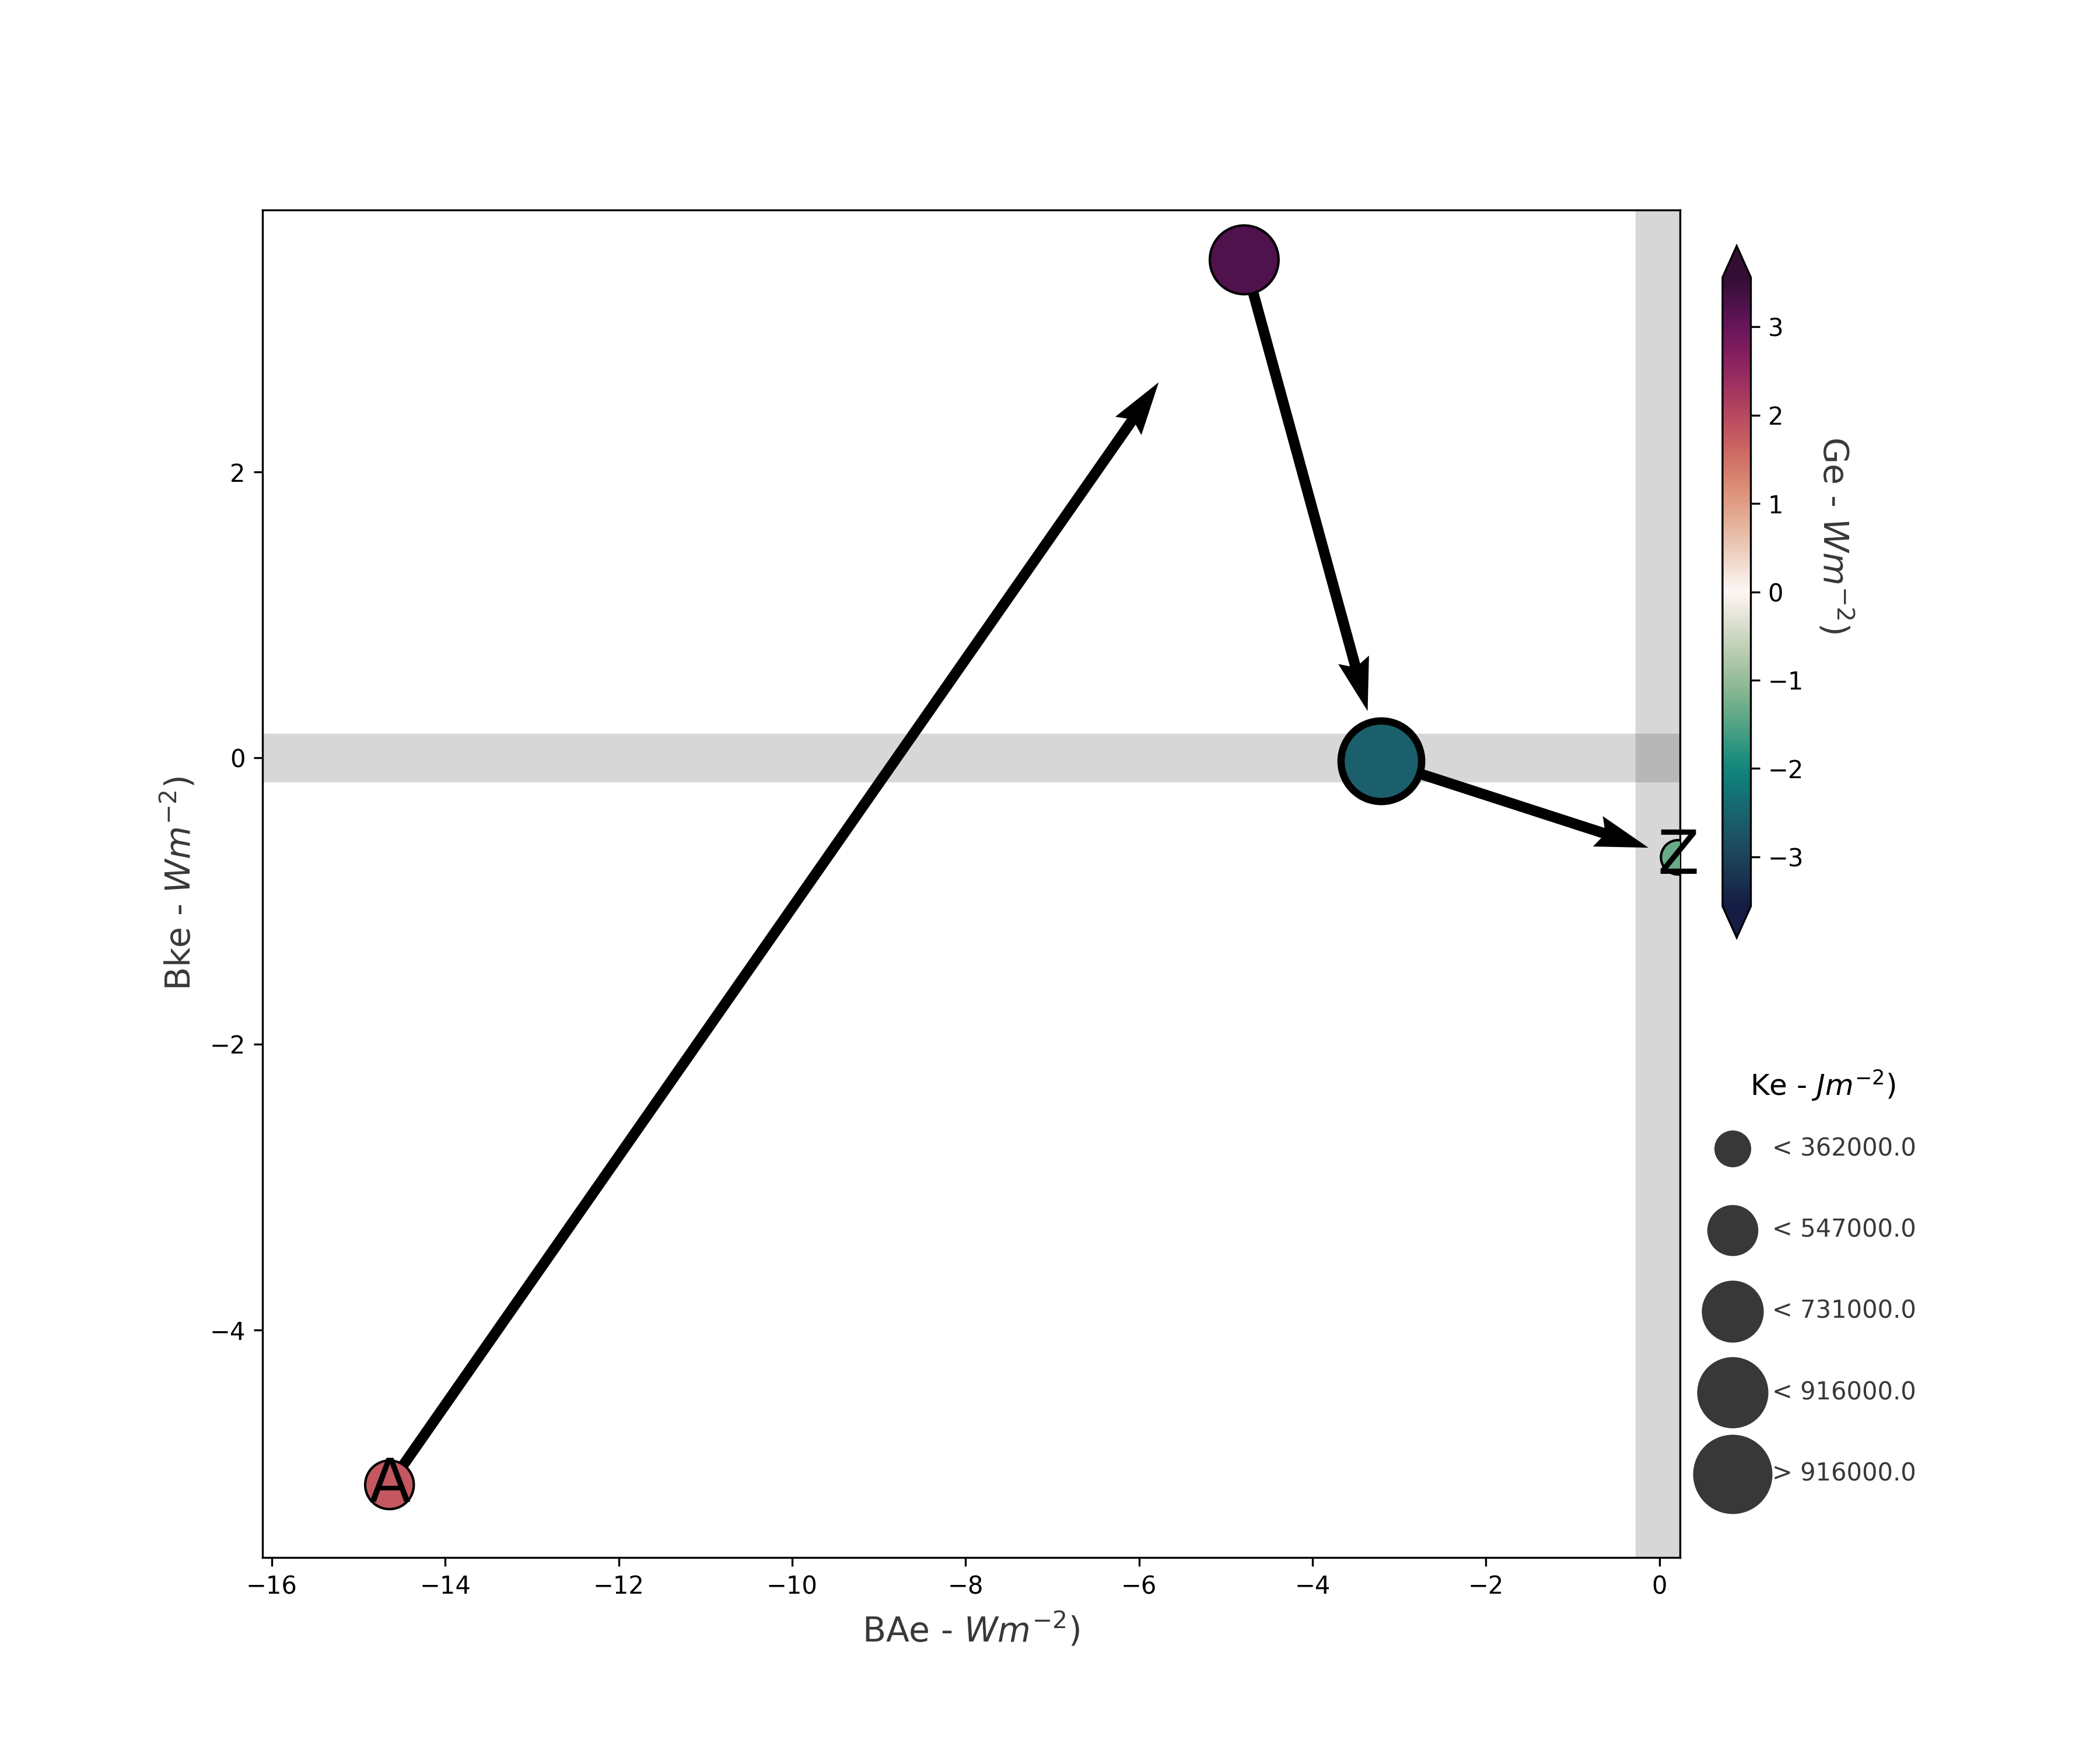 2
0
−2
−4
Bke - Wm⁻²)
−16 −14 −12 −10 −8 −6 −4 −2 0
BAe - Wm⁻²)
A
Z
3
2
1
0
−1
−2
−3
Ge - Wm⁻²)
Ke - Jm⁻²)
< 362000.0
< 547000.0
< 731000.0
< 916000.0
> 916000.0